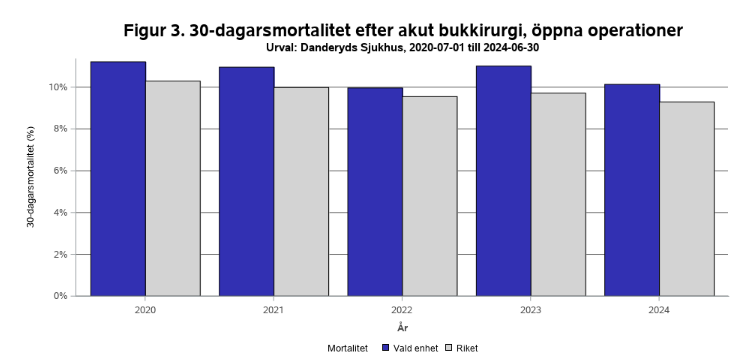 Figur 3. 30-dagarsmortalitet efter akut bukkirurgi, öppna operationer
Urval: Danderyds Sjukhus, 2020-07-01 till 2024-06-30
30-dagarsmortalitet (%)
10%
8%
6%
4%
2%
0%
2020 2021 2022 2023 2024
År
Mortalitet Vald enhet Riket